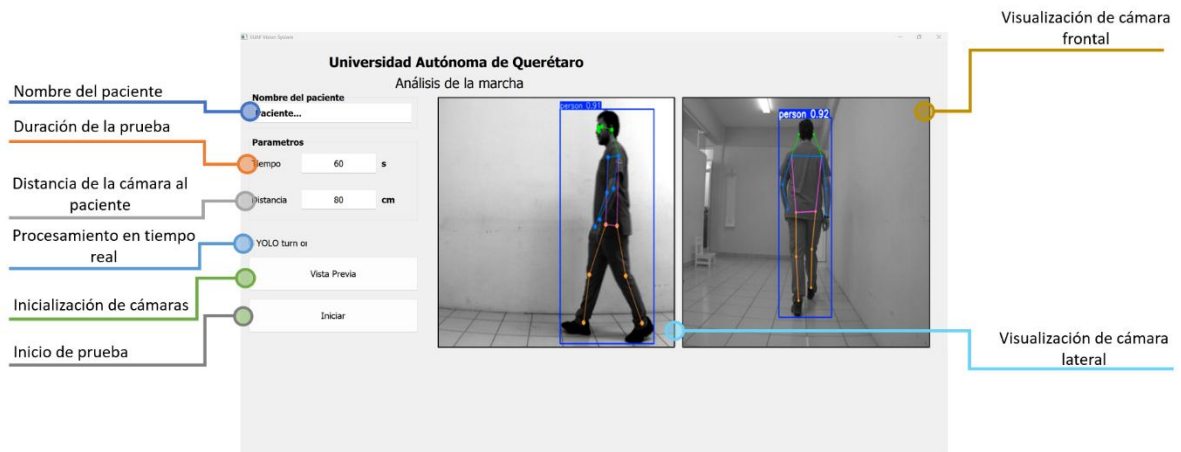 Visualización de cámara
frontal
Universidad Autónoma de Querétaro
Análisis de la marcha
Nombre del paciente
Duración de la prueba
Distancia de la cámara al
paciente
Procesamiento en tiempo
real
Inicialización de cámaras
Inicio de prueba
Nombre del paciente
Paciente...
Parametros
Tiempo 60 s
Distancia 80 cm
YOLO turn or
Vista Previa
Iniciar
person 0.91
person 0.92
Visualización de cámara
lateral